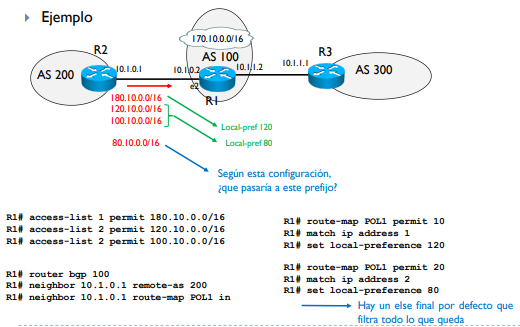 Ejemplo
170.10.0.0/16
R2
AS 100
R3
AS 200
10.1.0.1
10.1.0.2
10.1.1.2
10.1.1.1
AS 300
e2
R1
180.10.0.0/16
120.10.0.0/16
100.10.0.0/16
Local-pref 120
80.10.0.0/16
Local-pref 80
Según esta configuración,
¿que pasaría a este prefijo?
R1# access-list 1 permit 180.10.0.0/16
R1# access-list 2 permit 120.10.0.0/16
R1# access-list 2 permit 100.10.0.0/16
R1# router bgp 100
R1# neighbor 10.1.0.1 remote-as 200
R1# neighbor 10.1.0.1 route-map POL1 in
R1# route-map POL1 permit 10
R1# match ip address 1
R1# set local-preference 120
R1# route-map POL1 permit 20
R1# match ip address 2
R1# set local-preference 80
Hay un else final por defecto que
filtra todo lo que queda